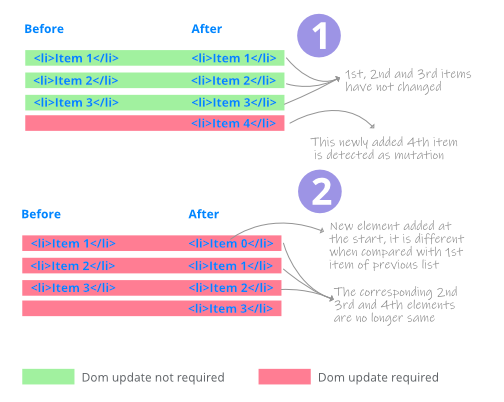 1
Before After
<li>Item 1</li> <li>Item 1</li>
<li>Item 2</li> <li>Item 2</li>
<li>Item 3</li> <li>Item 3</li>
<li>Item 4</li>
1st, 2nd and 3rd items
have not changed
This newly added 4th item
is detected as mutation
2
Before After
<li>Item 1</li> <li>Item 0</li>
<li>Item 2</li> <li>Item 1</li>
<li>Item 3</li> <li>Item 2</li>
<li>Item 3</li>
New element added at
the start, it is different
when compared with 1st
item of previous list
The corresponding 2nd
3rd and 4th elements
are no longer same
Dom update not required
Dom update required